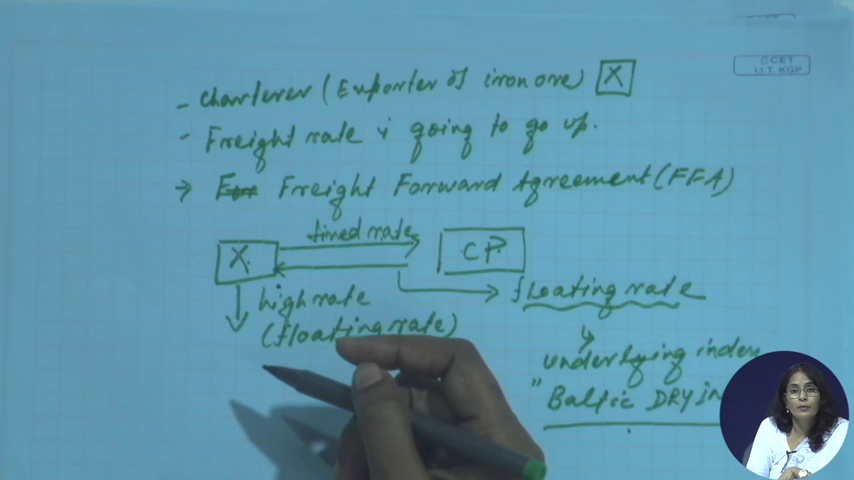 CCET
I.I.T. KGP
- Charterer (Exporter of iron ore) X
- Freight rate is going to go up.
→ Freight Forward Agreement (FFA)
fixed rate
X. CP.
floating rate
high rate
(floating rate)
underlying index
"Baltic DRY in